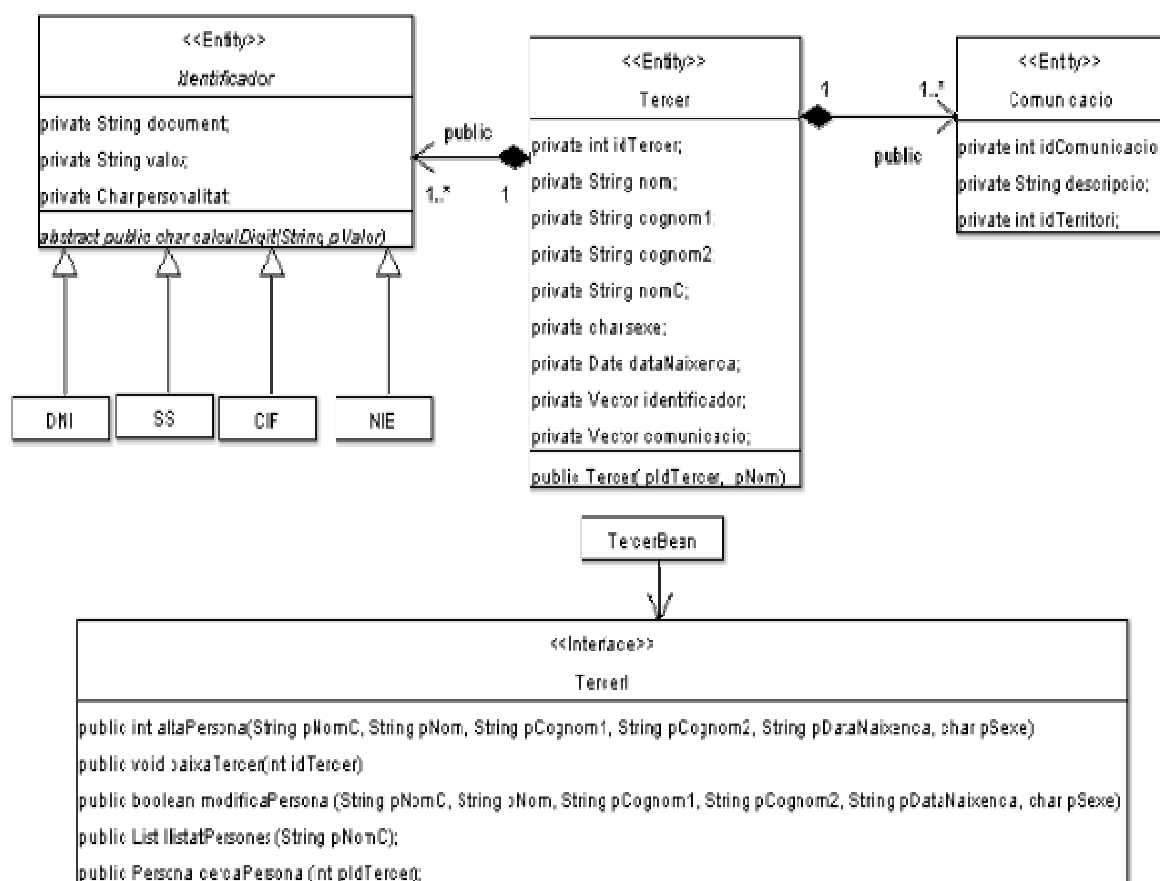 <<Entity>>
Identificador
private String document;
private String valor;
private Char personalitat;
abstract public char calculDigit(String pValor)
DNI
SS
CIF
NIE
public
1..*
1
<<Entity>>
Tercer
private int idTercer;
private String nom;
private String cognom1;
private String cognom2;
private String nomC;
private char sexe;
private Date dataNaixenca;
private Vector identificador;
private Vector comunicacio;
public Tercer( pIdTercer, pNom)
1
1..*
public
<<Entity>>
Comunicacio
private int idComunicacio
private String descripcio;
private int idTerritori;
TercerBean
<<Interface>>
TercerI
public int altaPersona(String pNomC, String pNom, String pCognom1, String pCognom2, String pDataNaixenca, char pSexe)
public void baixaTercer(int idTercer)
public boolean modificaPersona (String pNomC, String pNom, String pCognom1, String pCognom2, String pDataNaixenca, char pSexe)
public List llistatPersones (String pNomC);
public Persona cercaPersona (int pIdTercer);